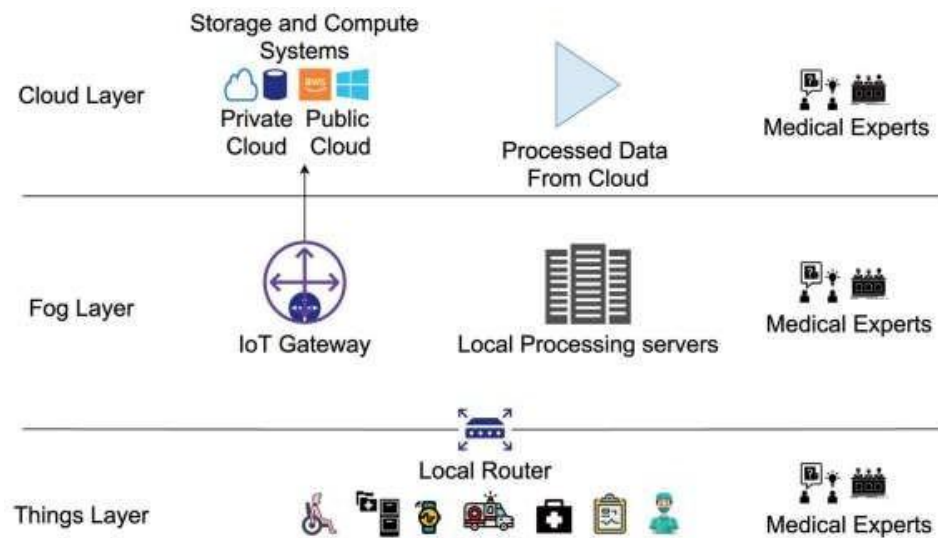 Storage and Compute
Systems
Cloud Layer
aws
Private Public
Cloud Cloud
Processed Data
From Cloud
Medical Experts
Fog Layer
IoT Gateway
Local Processing servers
Medical Experts
Local Router
Things Layer
Medical Experts